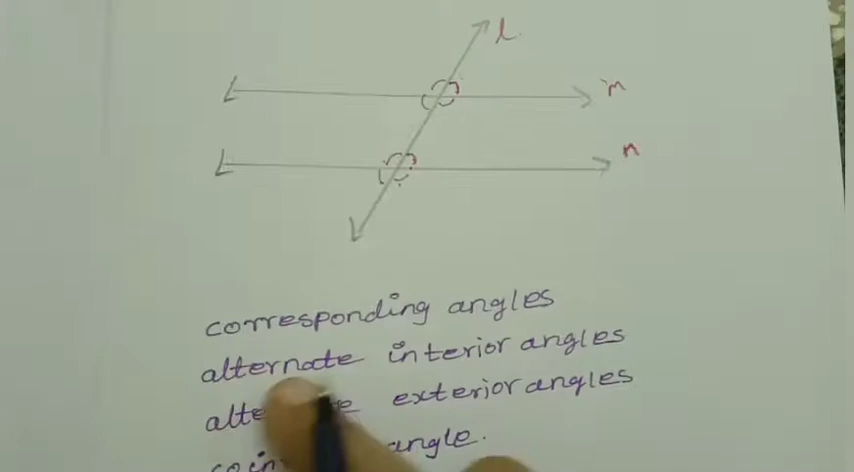 l
m
n
corresponding angles
alternate interior angles
exterior angles
angle.